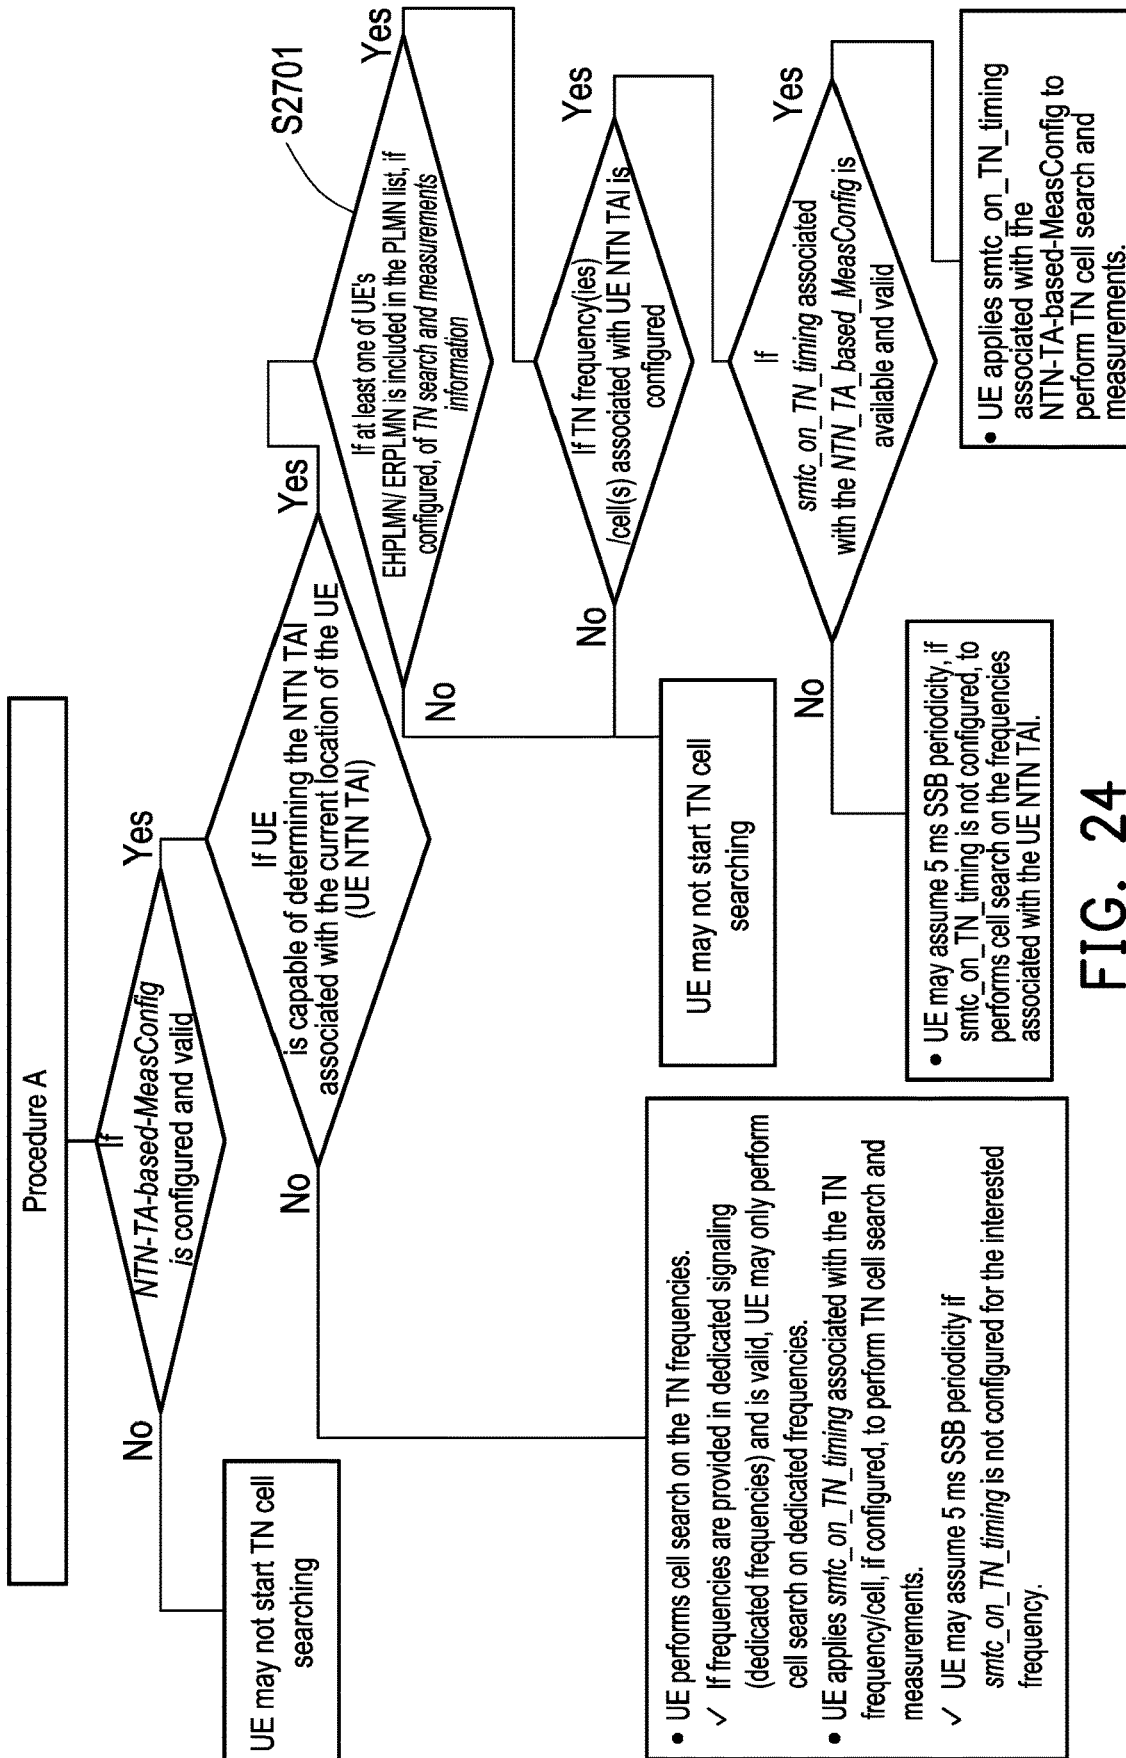 Procedure A
If
NTN-TA-based-MeasConfig
is configured and valid
No
Yes
UE may not start TN cell
searching
If UE
is capable of determining the NTN TAI
associated with the current location of the UE
(UE NTN TAI)
No
Yes
• UE performs cell search on the TN frequencies.
✓ If frequencies are provided in dedicated signaling
(dedicated frequencies) and is valid, UE may only perform
cell search on dedicated frequencies.
• UE applies smtc_on_TN_timing associated with the TN
frequency/cell, if configured, to perform TN cell search and
measurements.
✓ UE may assume 5 ms SSB periodicity if
smtc_on_TN_timing is not configured for the interested
frequency.
S2701
If at least one of UE's
EHPLMN/ ERPLMN is included in the PLMN list, if
configured, of TN search and measurements
information
No
Yes
If TN frequency(ies)
/cell(s) associated with UE NTN TAI is
configured
No
Yes
UE may not start TN cell
searching
If
smtc_on_TN_timing associated
with the NTN_TA_based_MeasConfig is
available and valid
No
Yes
• UE may assume 5 ms SSB periodicity, if
smtc_on_TN_timing is not configured, to
performs cell search on the frequencies
associated with the UE NTN TAI.
• UE applies smtc_on_TN_timing
associated with the
NTN-TA-based-MeasConfig to
perform TN cell search and
measurements.
FIG. 24